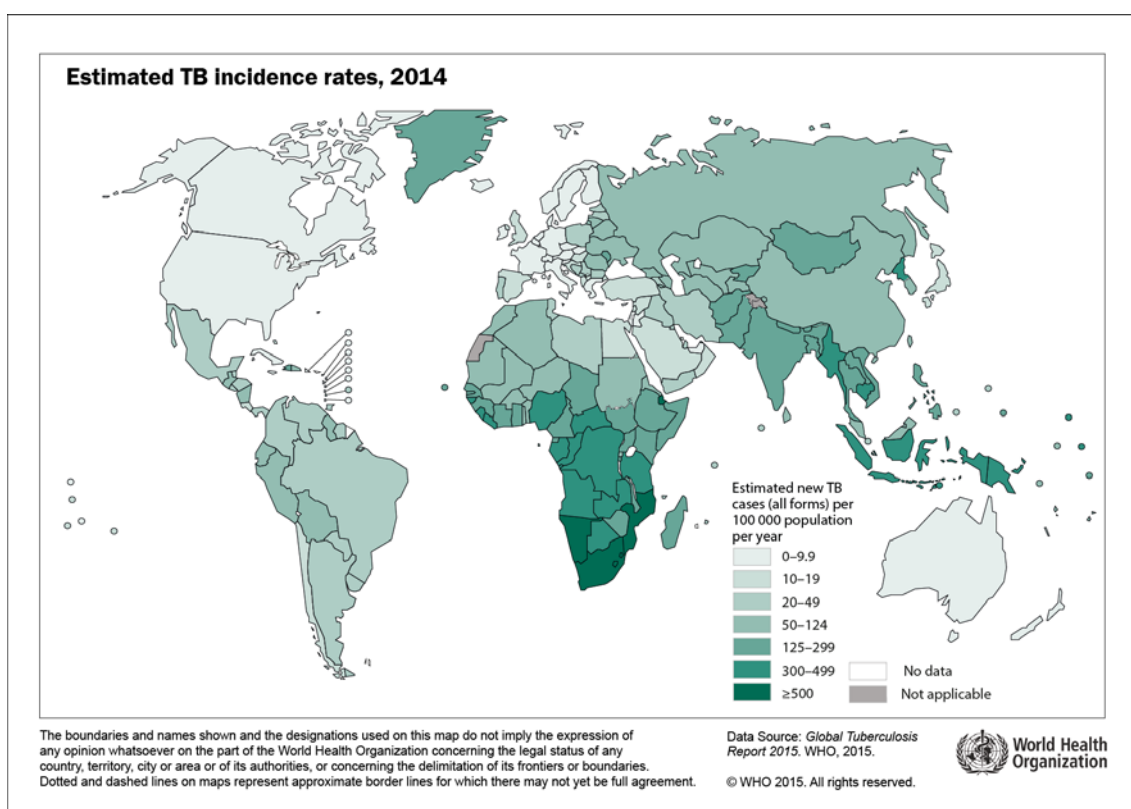 Estimated TB incidence rates, 2014
Estimated new TB
cases (all forms) per
100 000 population
per year
0–9.9
10–19
20–49
50–124
125–299
300–499
≥500
No data
Not applicable
The boundaries and names shown and the designations used on this map do not imply the expression of
any opinion whatsoever on the part of the World Health Organization concerning the legal status of any
country, territory, city or area or of its authorities, or concerning the delimitation of its frontiers or boundaries.
Dotted and dashed lines on maps represent approximate border lines for which there may not yet be full agreement.
Data Source: Global Tuberculosis
Report 2015. WHO, 2015.
© WHO 2015. All rights reserved.
World Health
Organization